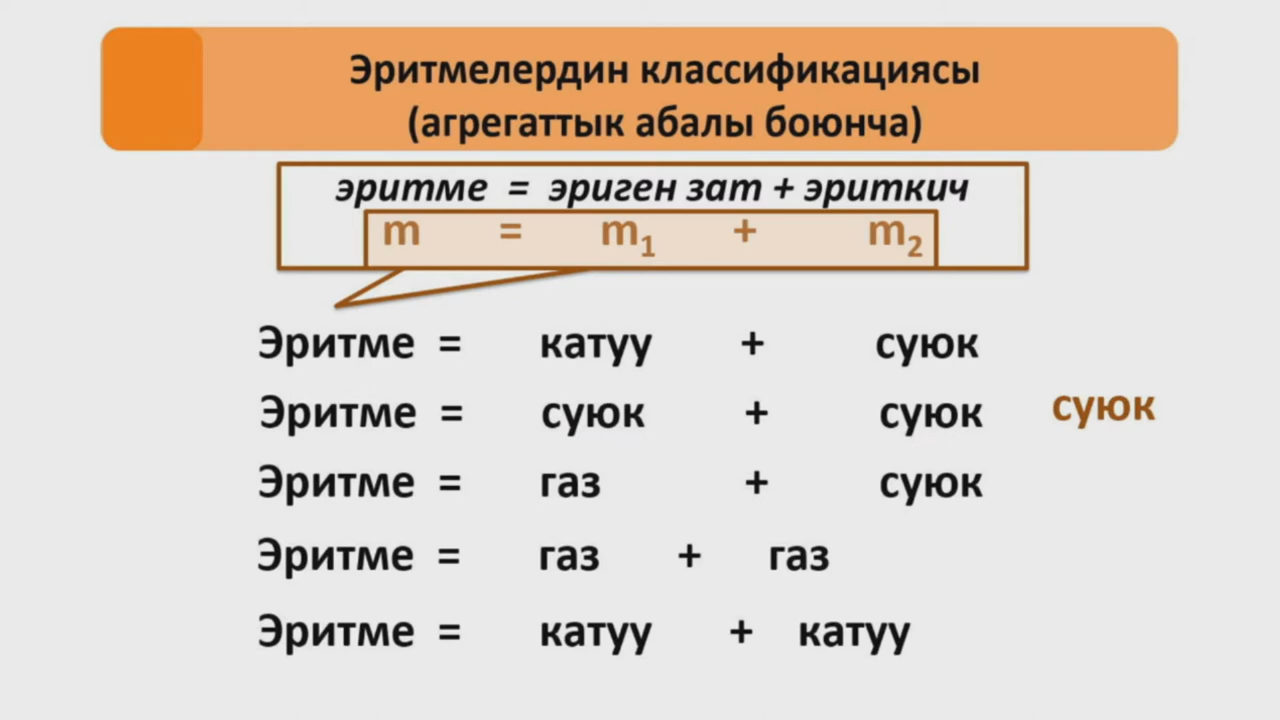 Эритмелердин классификациясы
(агрегаттык абалы боюнча)
эритме = эриген зат + эриткич
m = m₁ + m₂
Эритме = катуу + суюк
Эритме = суюк + суюк суюк
Эритме = газ + суюк
Эритме = газ + газ
Эритме = катуу + катуу